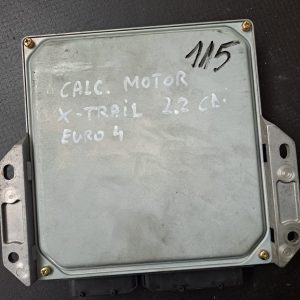 115
CALC. MOTOR
X-TRAIL 2.2 CD.
EURO 4